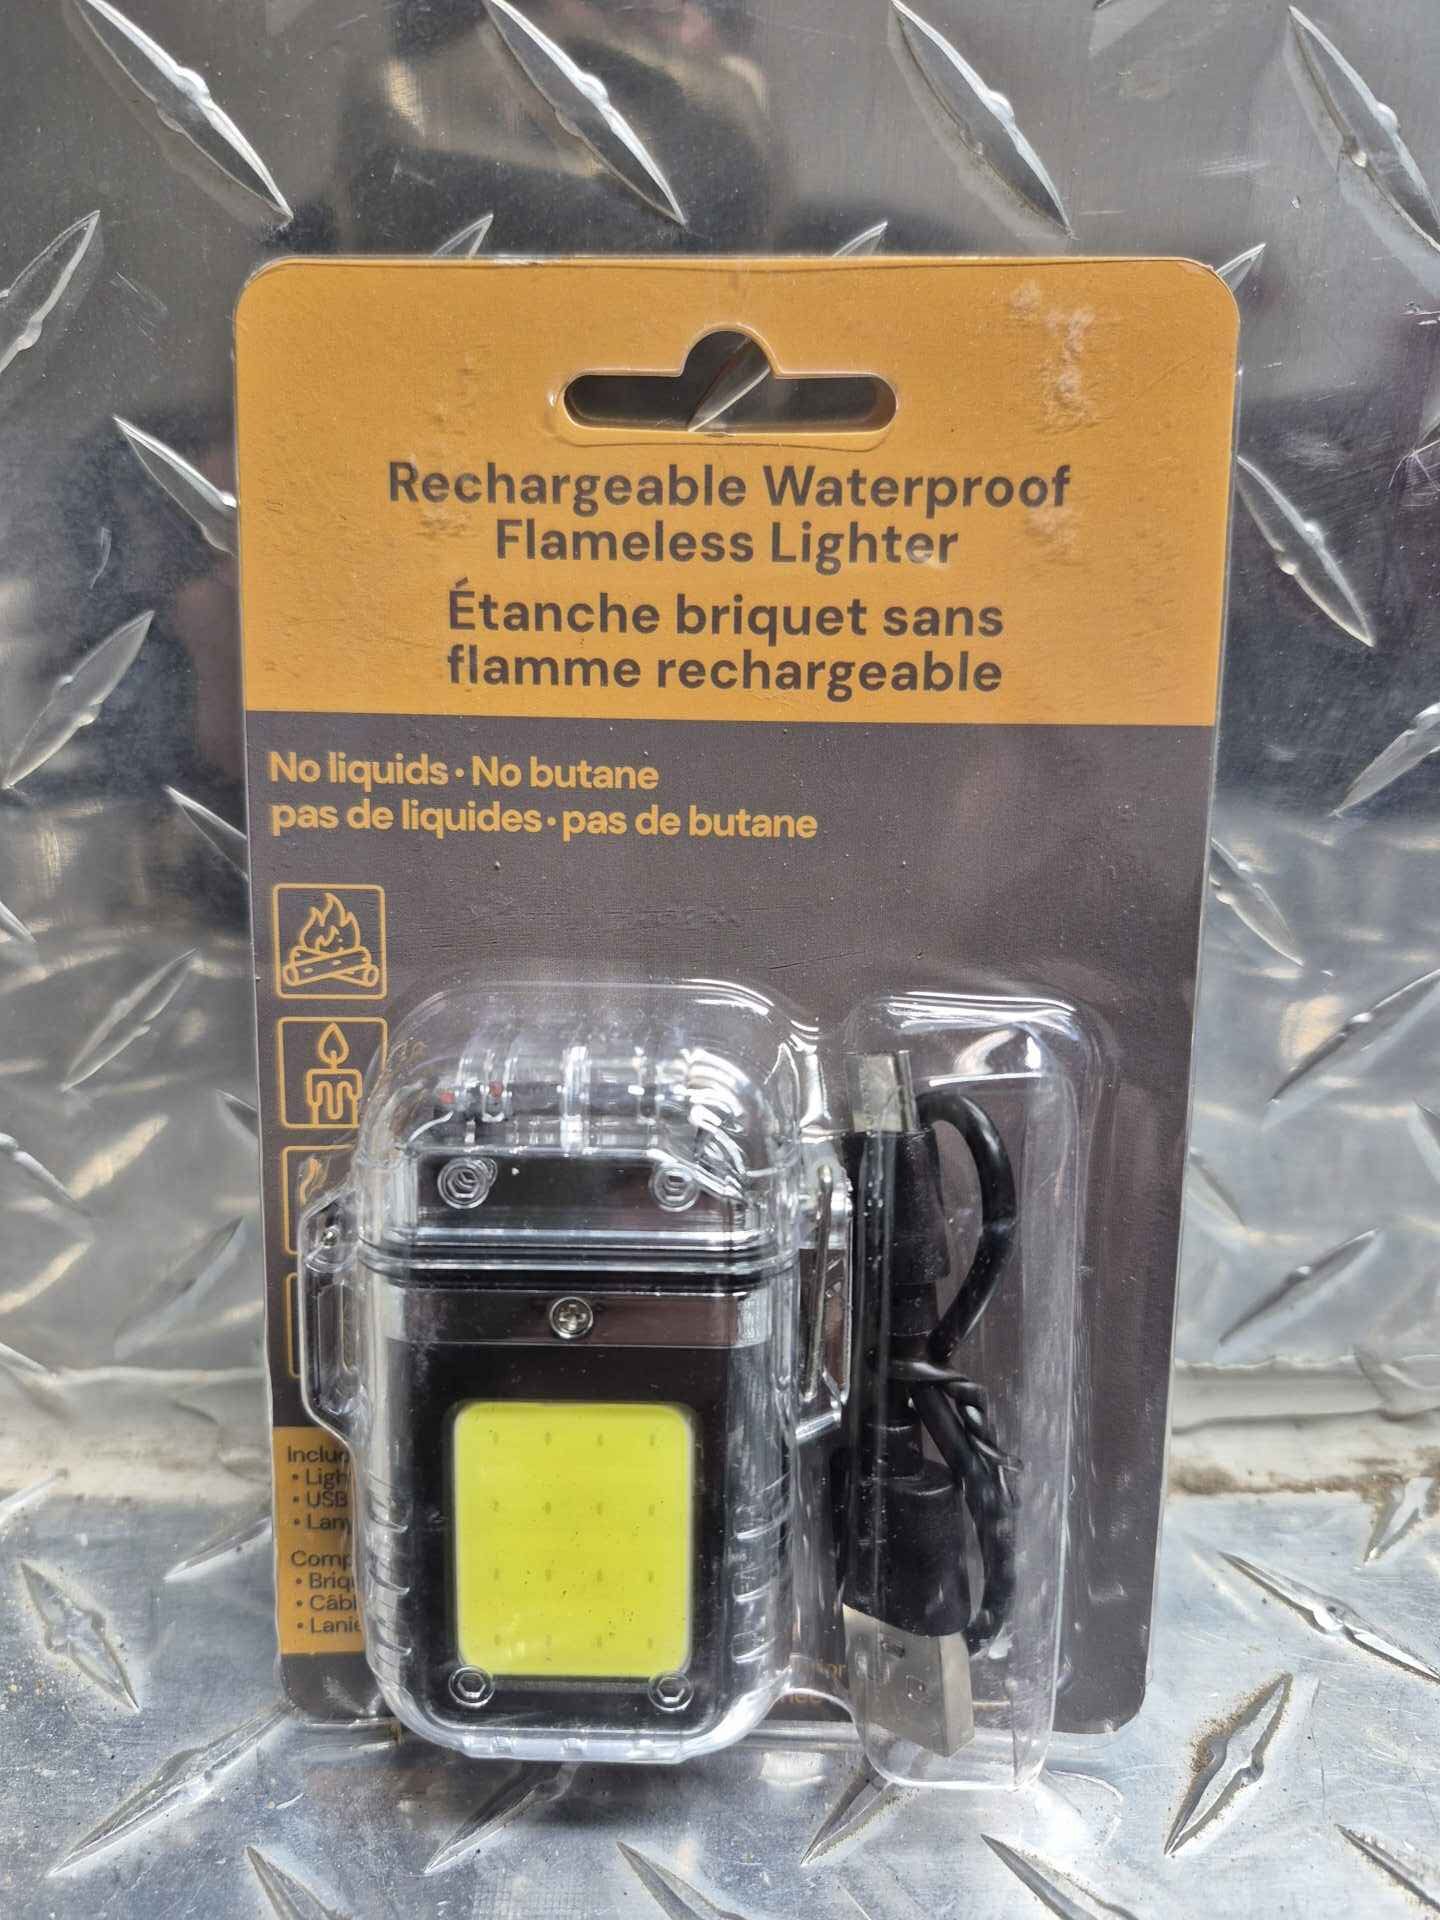 Rechargeable Waterproof
Flameless Lighter
Étanche briquet sans
flamme rechargeable
No liquids • No butane
pas de liquides • pas de butane
• USB